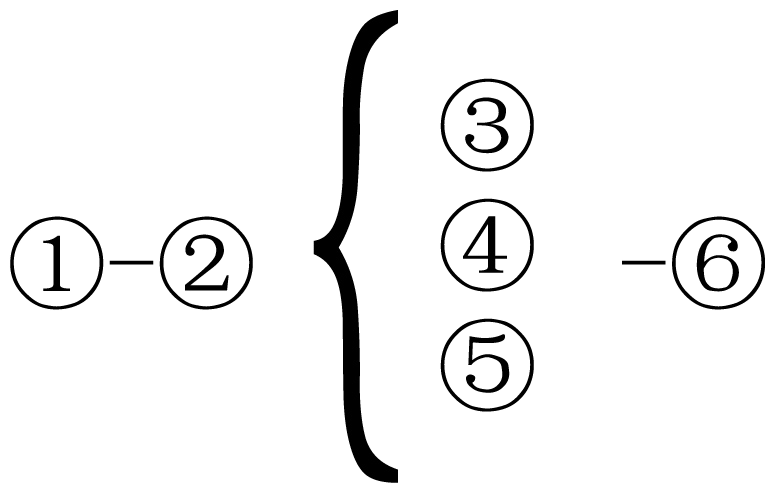 ①–② { ③ ④ ⑤ –⑥